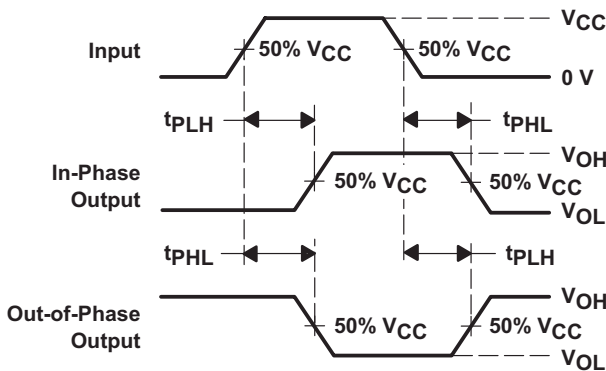 VCC
Input
50% VCC
50% VCC
0 V
tPLH
tPHL
VOH
In-Phase
Output
50% VCC
50% VCC
VOL
tPHL
tPLH
VOH
Out-of-Phase
Output
50% VCC
50% VCC
VOL